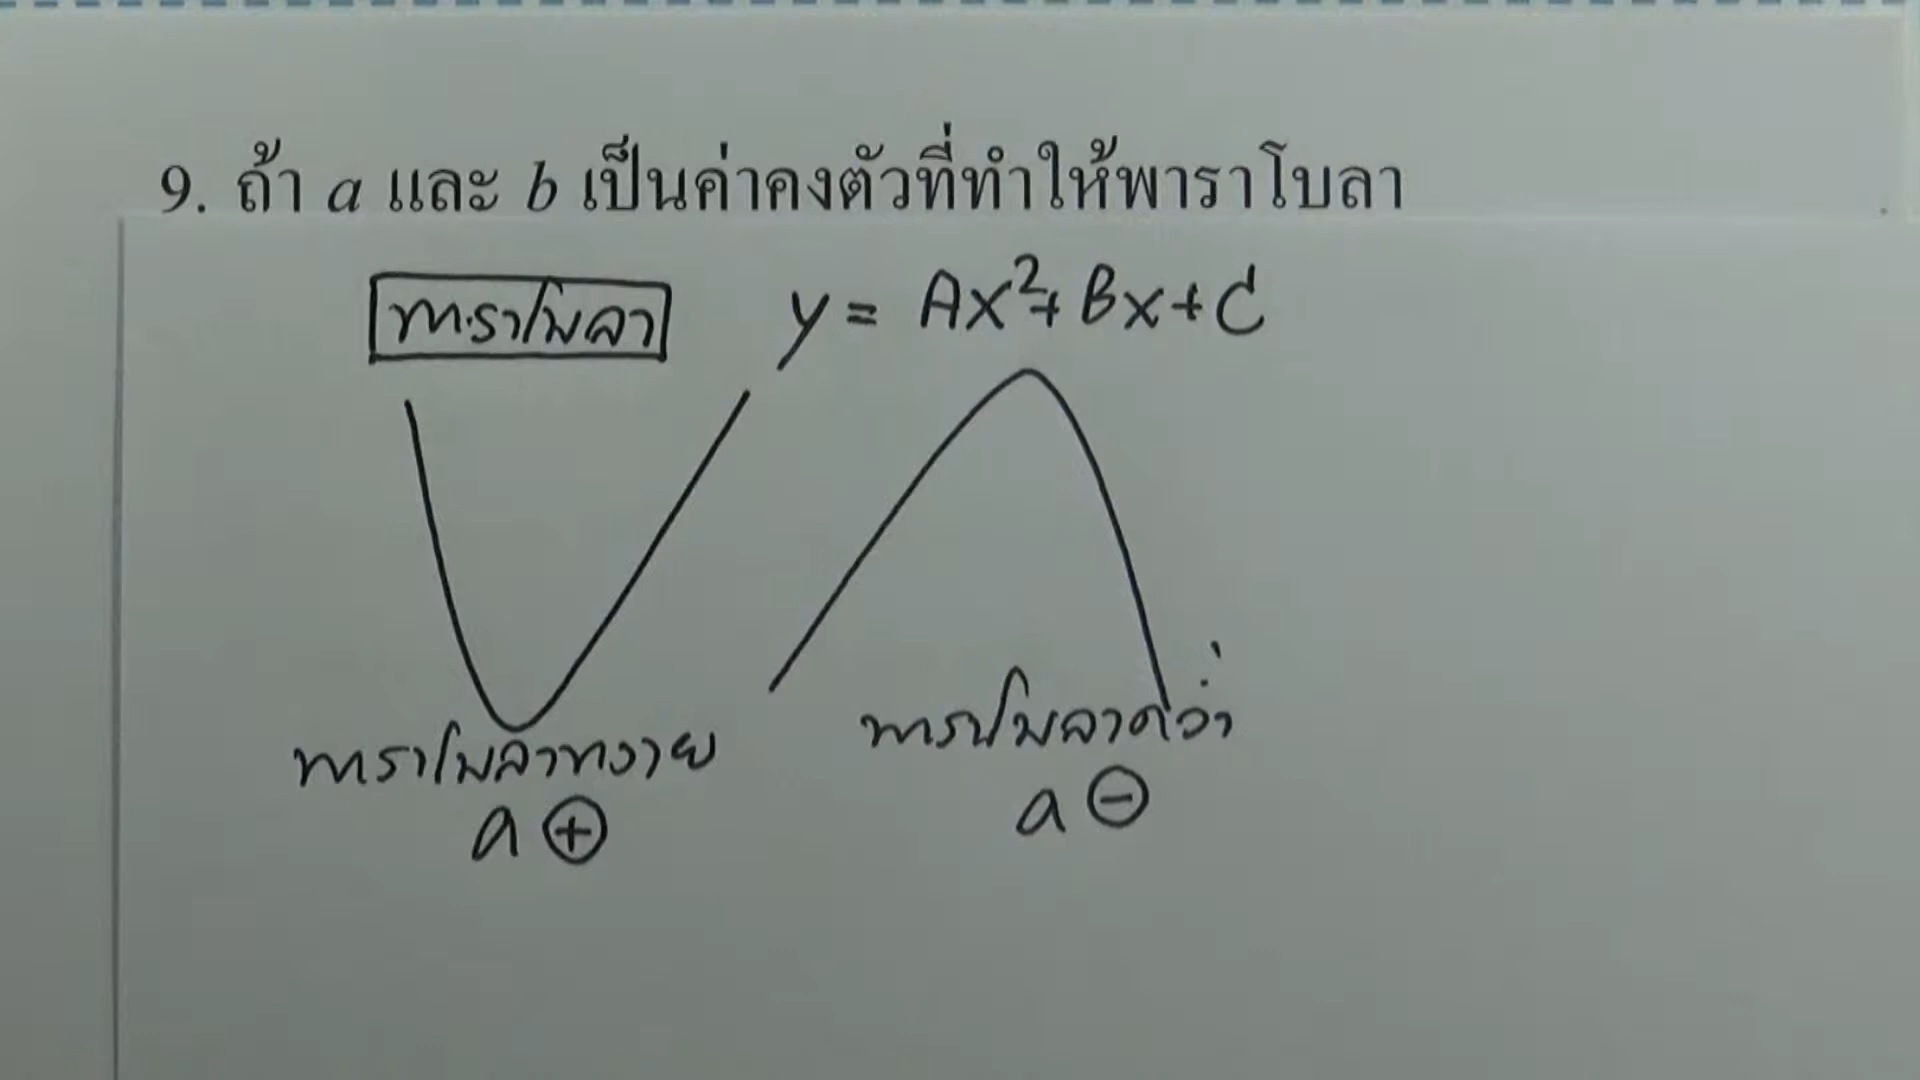 9. ถ้า a และ b เป็นค่าคงตัวที่ทำให้พาราโบลา
พาราโบลา y = Ax²+ Bx + C
พาราโบลาหงาย พาราโบลาคว่ำ
a ⊕ a ⊖